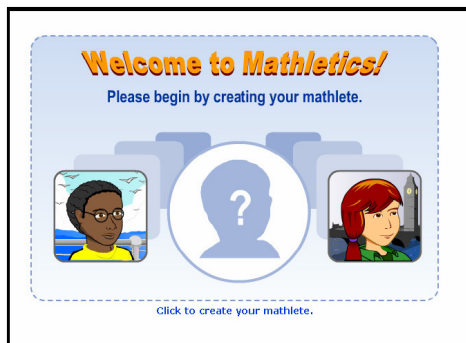 Welcome to Mathletics!
Please begin by creating your mathlete.
?
Click to create your mathlete.